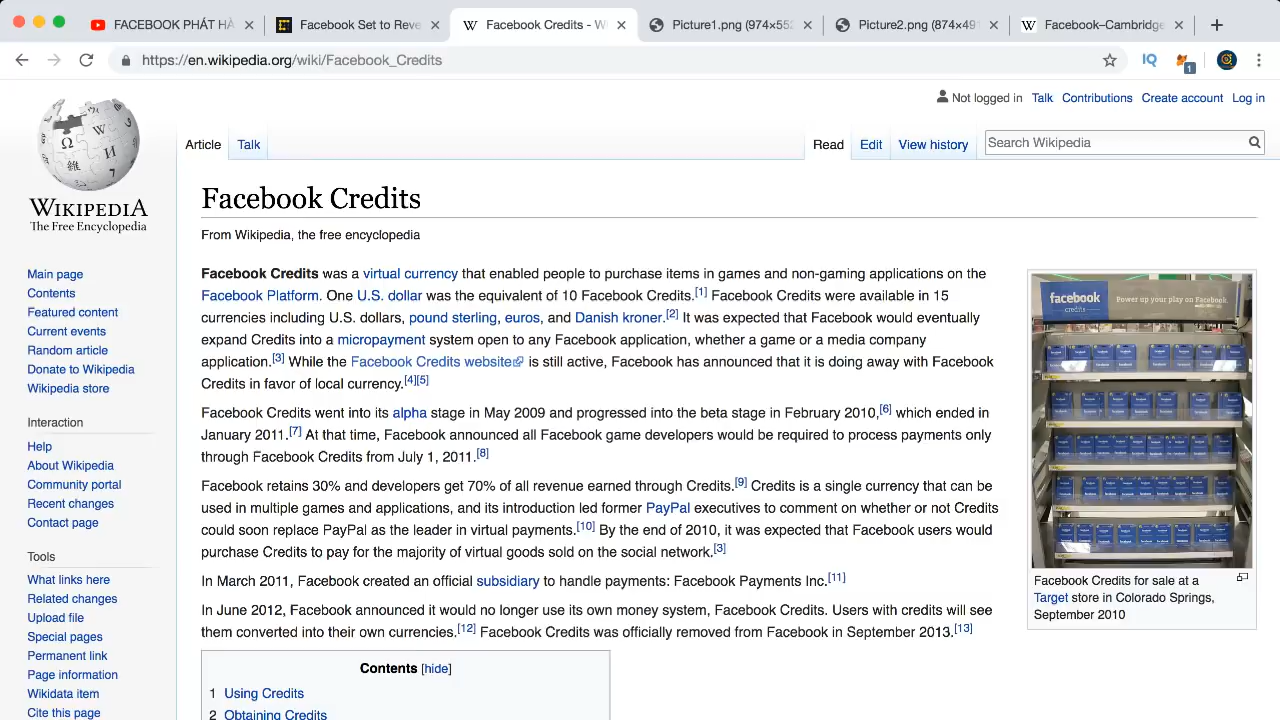 FACEBOOK PHÁT HÀ
Facebook Set to Reve
Facebook Credits - W
Picture1.png (974×552
Picture2.png (874×491
Facebook–Cambridge
https://en.wikipedia.org/wiki/Facebook_Credits
IQ
1
Not logged in Talk Contributions Create account Log in
Article Talk Read Edit View history Search Wikipedia
WIKIPEDIA
The Free Encyclopedia
Main page
Contents
Featured content
Current events
Random article
Donate to Wikipedia
Wikipedia store
Interaction
Help
About Wikipedia
Community portal
Recent changes
Contact page
Tools
What links here
Related changes
Upload file
Special pages
Permanent link
Page information
Wikidata item
Cite this page
Facebook Credits
From Wikipedia, the free encyclopedia
Facebook Credits was a virtual currency that enabled people to purchase items in games and non-gaming applications on the
Facebook Platform. One U.S. dollar was the equivalent of 10 Facebook Credits.[1] Facebook Credits were available in 15
currencies including U.S. dollars, pound sterling, euros, and Danish kroner.[2] It was expected that Facebook would eventually
expand Credits into a micropayment system open to any Facebook application, whether a game or a media company
application.[3] While the Facebook Credits website is still active, Facebook has announced that it is doing away with Facebook
Credits in favor of local currency.[4][5]
Facebook Credits went into its alpha stage in May 2009 and progressed into the beta stage in February 2010,[6] which ended in
January 2011.[7] At that time, Facebook announced all Facebook game developers would be required to process payments only
through Facebook Credits from July 1, 2011.[8]
Facebook retains 30% and developers get 70% of all revenue earned through Credits.[9] Credits is a single currency that can be
used in multiple games and applications, and its introduction led former PayPal executives to comment on whether or not Credits
could soon replace PayPal as the leader in virtual payments.[10] By the end of 2010, it was expected that Facebook users would
purchase Credits to pay for the majority of virtual goods sold on the social network.[3]
In March 2011, Facebook created an official subsidiary to handle payments: Facebook Payments Inc.[11]
In June 2012, Facebook announced it would no longer use its own money system, Facebook Credits. Users with credits will see
them converted into their own currencies.[12] Facebook Credits was officially removed from Facebook in September 2013.[13]
Contents [hide]
1 Using Credits
2 Obtaining Credits
facebook
credits
Power up your play on Facebook.
Facebook Credits for sale at a
Target store in Colorado Springs,
September 2010